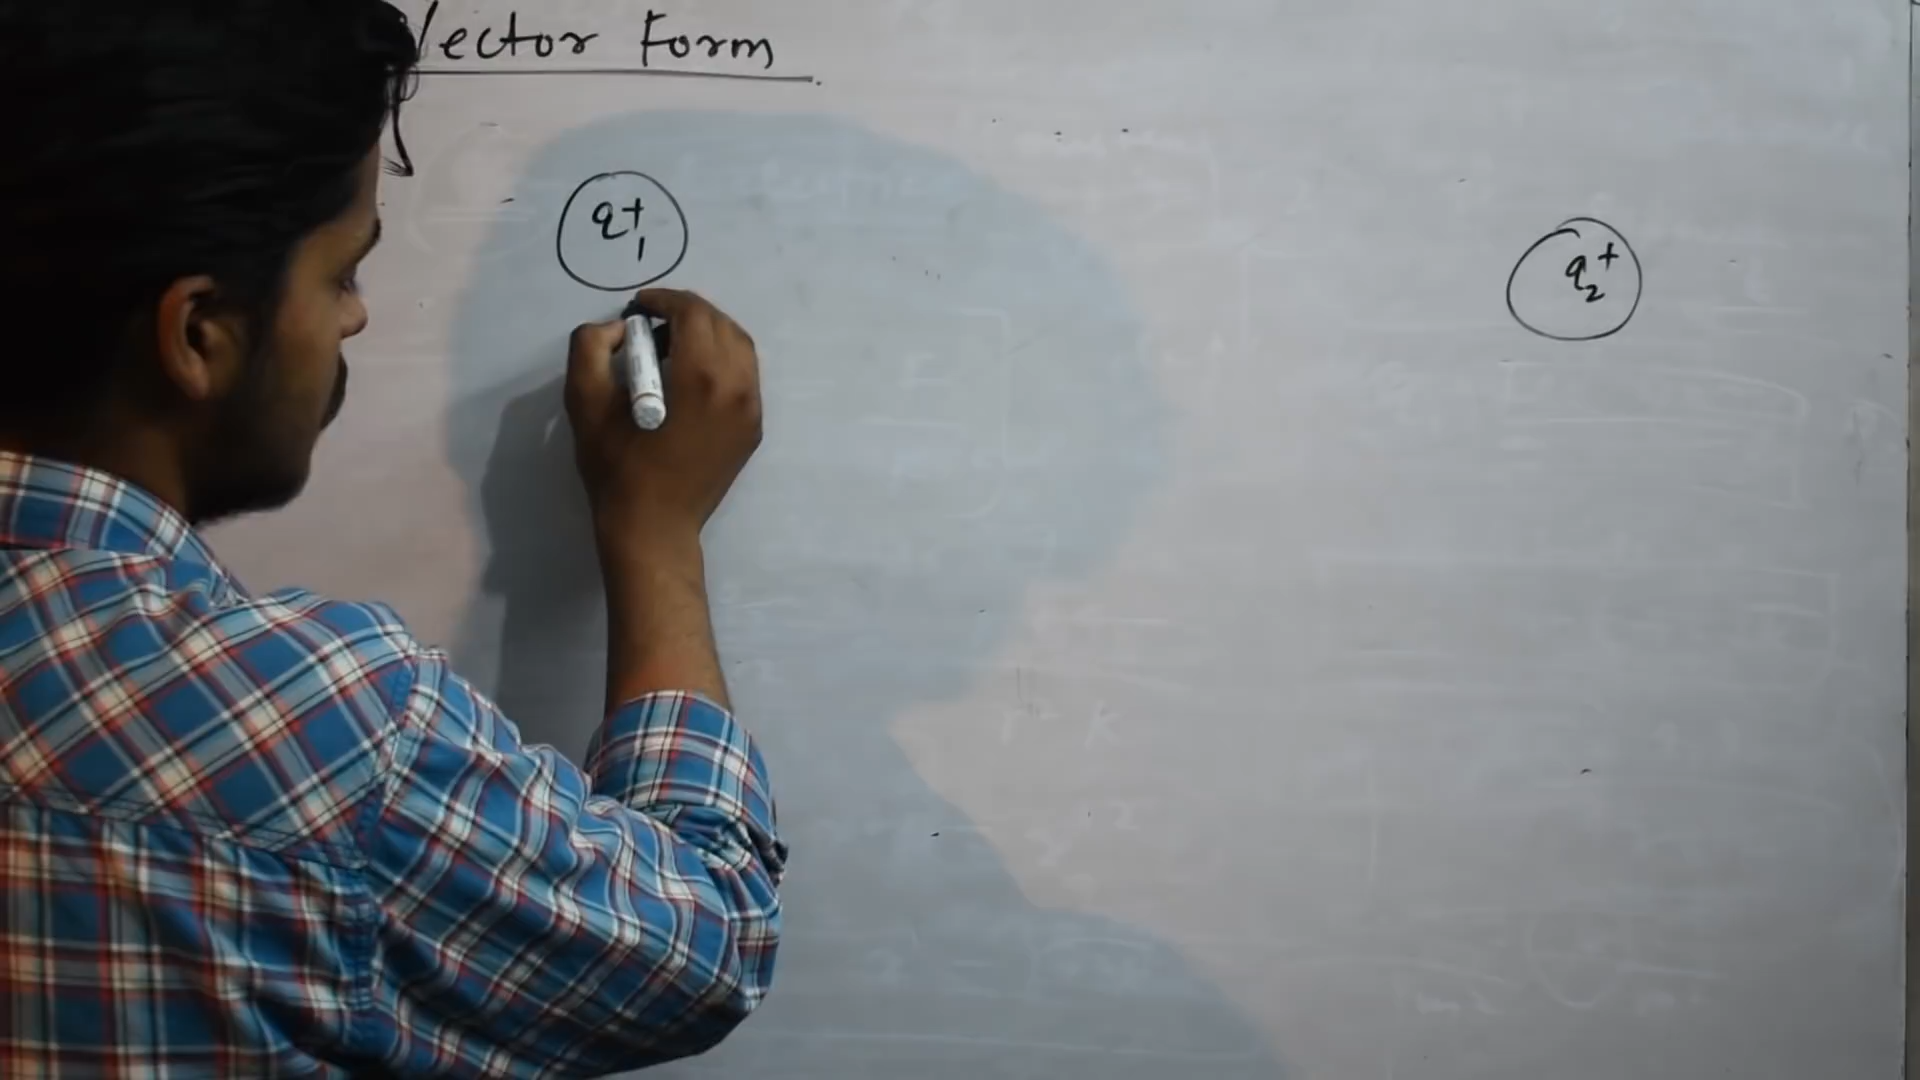 Vector Form
q1+
q2+